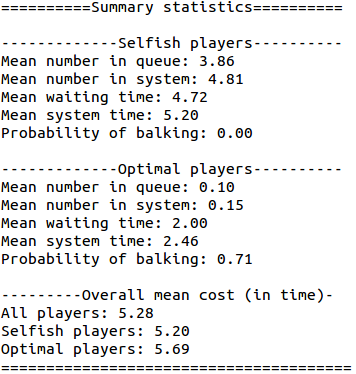 ==========Summary statistics==========
-------------Selfish players----------
Mean number in queue: 3.86
Mean number in system: 4.81
Mean waiting time: 4.72
Mean system time: 5.20
Probability of balking: 0.00
-------------Optimal players----------
Mean number in queue: 0.10
Mean number in system: 0.15
Mean waiting time: 2.00
Mean system time: 2.46
Probability of balking: 0.71
---------Overall mean cost (in time)-
All players: 5.28
Selfish players: 5.20
Optimal players: 5.69
=======================================